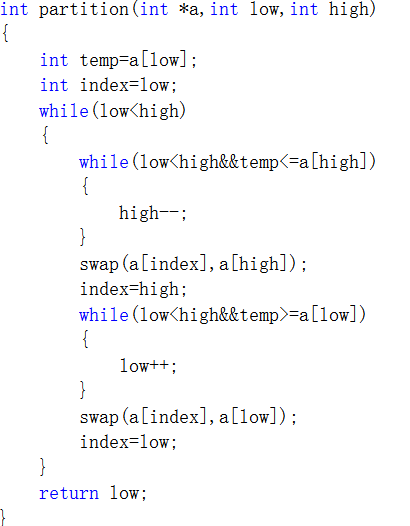 int partition(int *a,int low,int high)
{
    int temp=a[low];
    int index=low;
    while(low<high)
    {
        while(low<high&&temp<=a[high])
        {
            high--;
        }
        swap(a[index],a[high]);
        index=high;
        while(low<high&&temp>=a[low])
        {
            low++;
        }
        swap(a[index],a[low]);
        index=low;
    }
    return low;
}